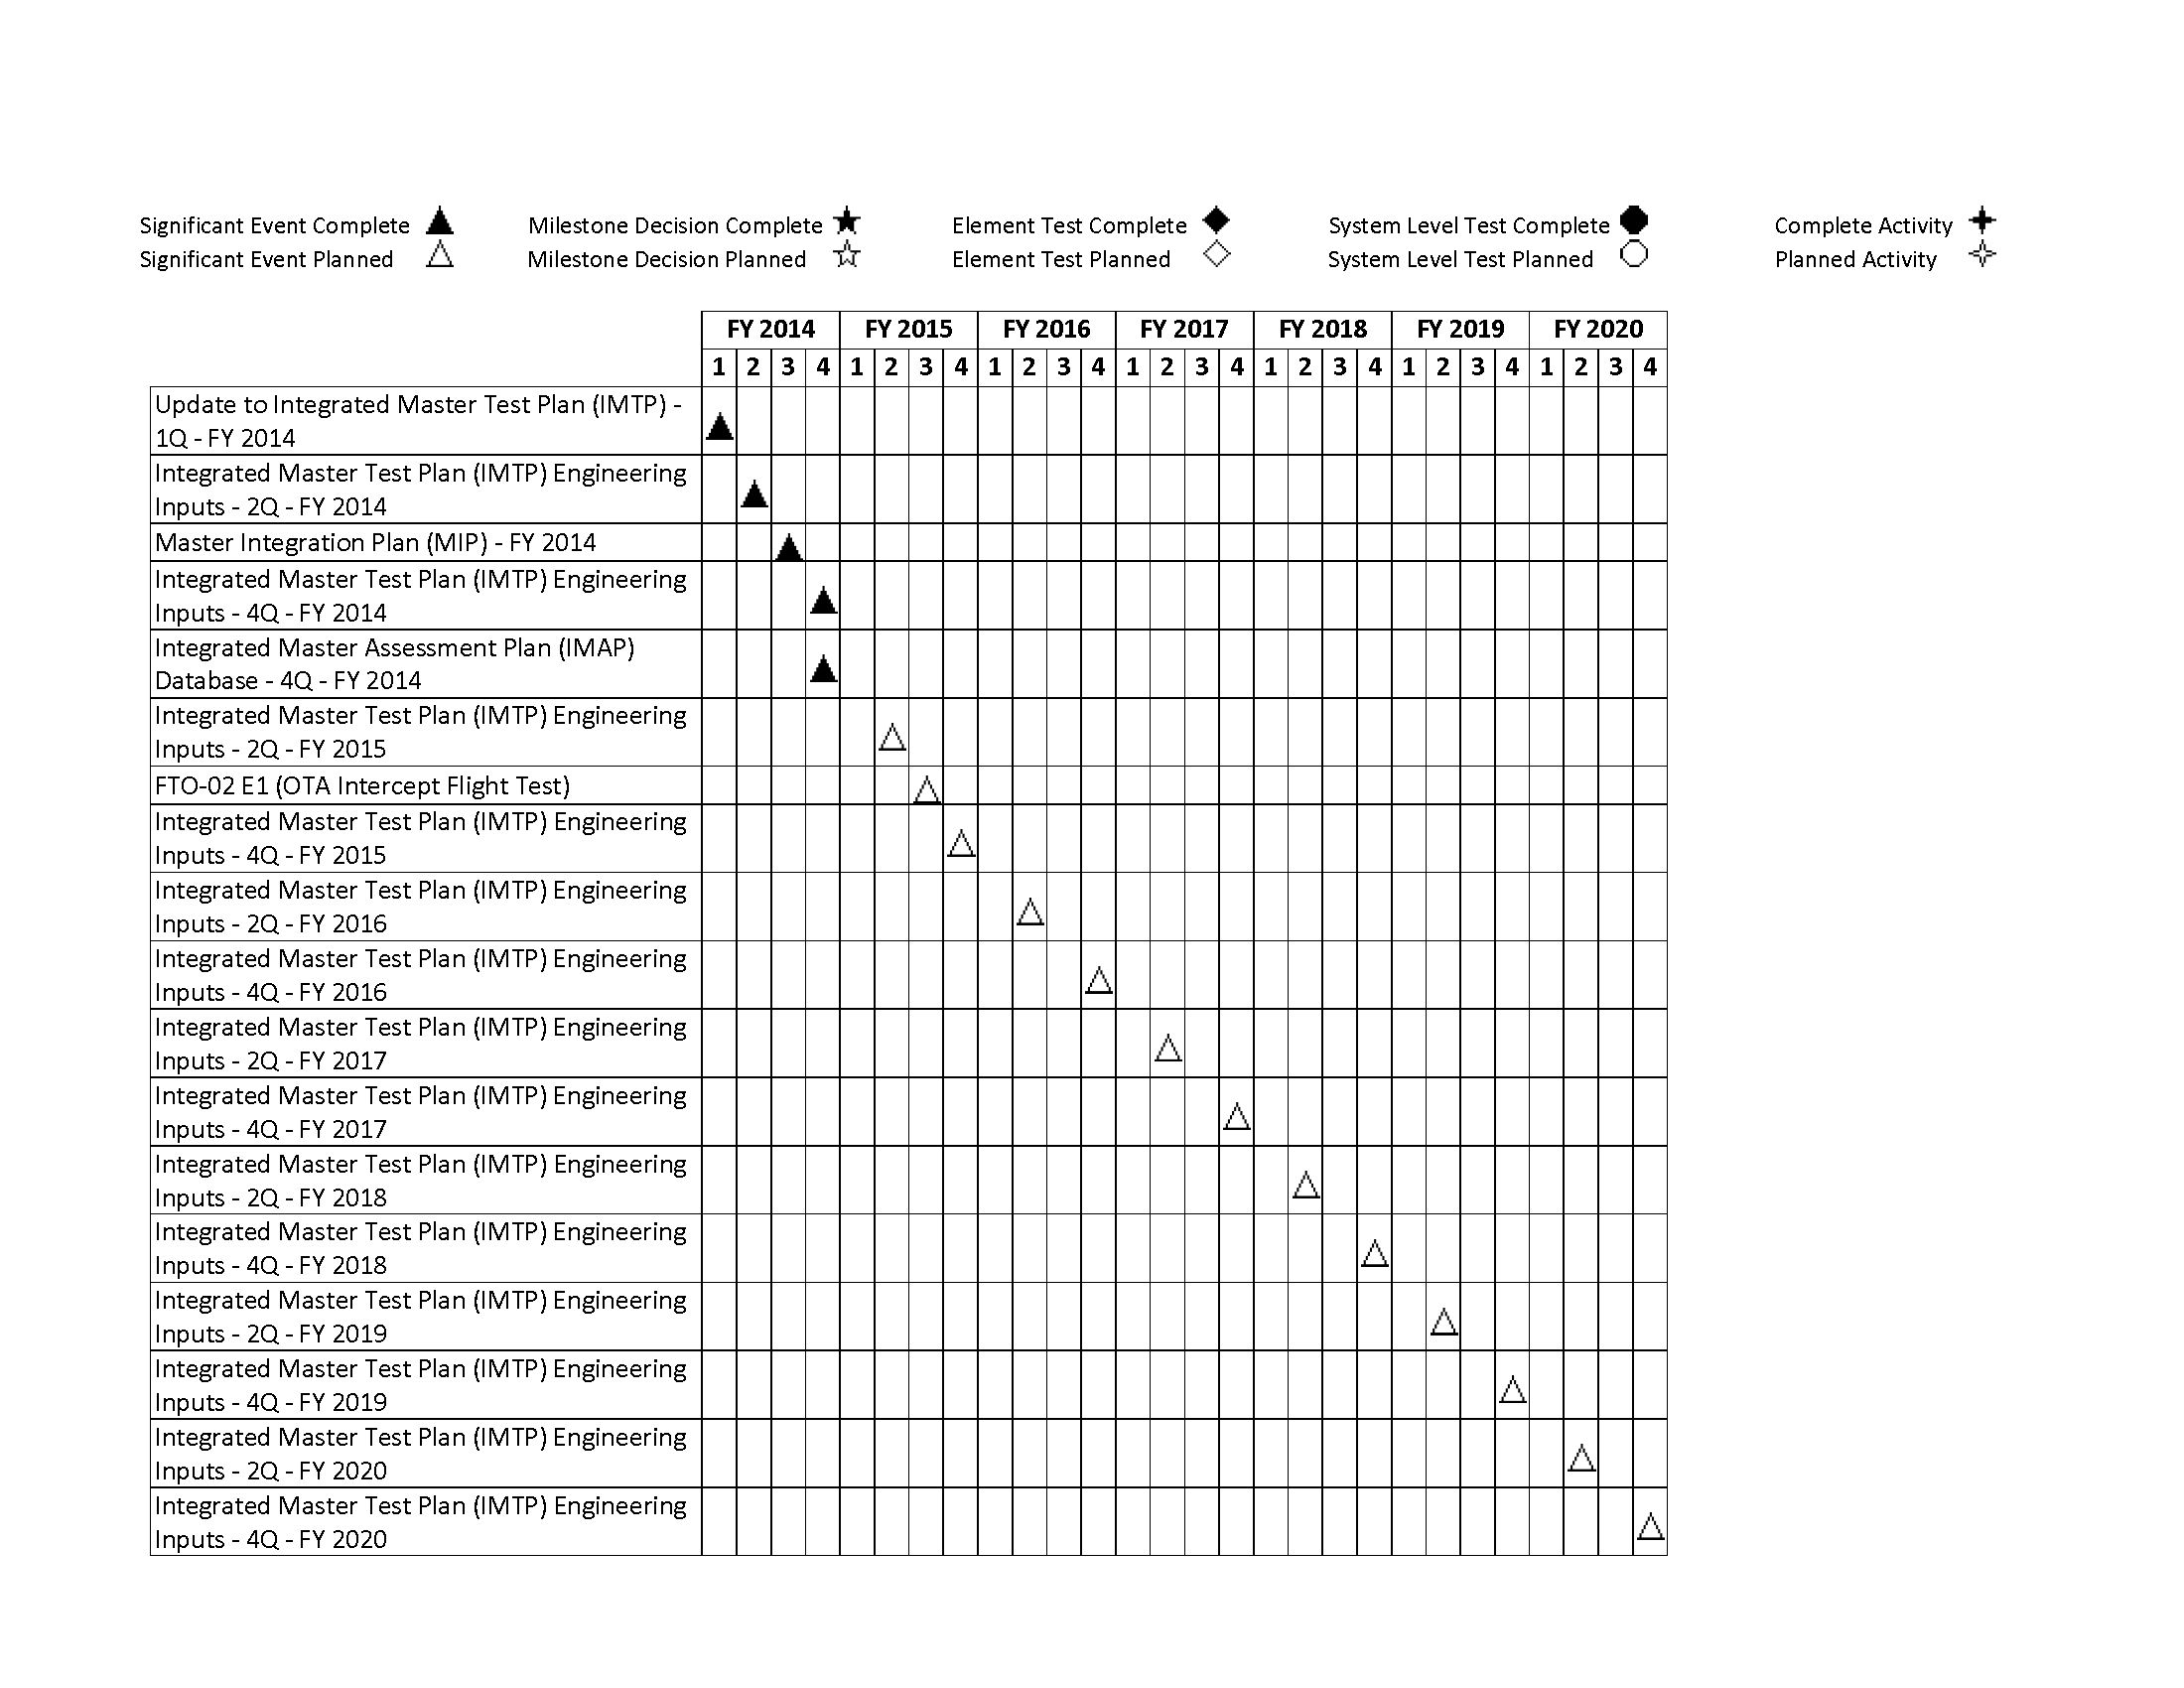 Significant Event Complete Milestone Decision Complete Element Test Complete System Level Test Complete Complete Activity
Significant Event Planned Milestone Decision Planned Element Test Planned System Level Test Planned Planned Activity
FY 2014 FY 2015 FY 2016 FY 2017 FY 2018 FY 2019 FY 2020
1 2 3 4 1 2 3 4 1 2 3 4 1 2 3 4 1 2 3 4 1 2 3 4 1 2 3 4
Update to Integrated Master Test Plan (IMTP) -
1Q - FY 2014
Integrated Master Test Plan (IMTP) Engineering
Inputs - 2Q - FY 2014
Master Integration Plan (MIP) - FY 2014
Integrated Master Test Plan (IMTP) Engineering
Inputs - 4Q - FY 2014
Integrated Master Assessment Plan (IMAP)
Database - 4Q - FY 2014
Integrated Master Test Plan (IMTP) Engineering
Inputs - 2Q - FY 2015
FTO-02 E1 (OTA Intercept Flight Test)
Integrated Master Test Plan (IMTP) Engineering
Inputs - 4Q - FY 2015
Integrated Master Test Plan (IMTP) Engineering
Inputs - 2Q - FY 2016
Integrated Master Test Plan (IMTP) Engineering
Inputs - 4Q - FY 2016
Integrated Master Test Plan (IMTP) Engineering
Inputs - 2Q - FY 2017
Integrated Master Test Plan (IMTP) Engineering
Inputs - 4Q - FY 2017
Integrated Master Test Plan (IMTP) Engineering
Inputs - 2Q - FY 2018
Integrated Master Test Plan (IMTP) Engineering
Inputs - 4Q - FY 2018
Integrated Master Test Plan (IMTP) Engineering
Inputs - 2Q - FY 2019
Integrated Master Test Plan (IMTP) Engineering
Inputs - 4Q - FY 2019
Integrated Master Test Plan (IMTP) Engineering
Inputs - 2Q - FY 2020
Integrated Master Test Plan (IMTP) Engineering
Inputs - 4Q - FY 2020